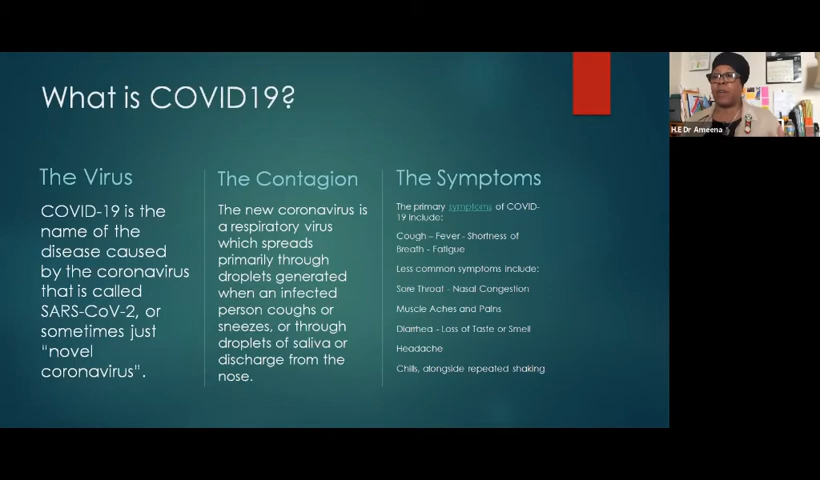 What is COVID19?
H.E Dr Ameena
The Virus
COVID-19 is the
name of the
disease caused
by the coronavirus
that is called
SARS-CoV-2, or
sometimes just
"novel
coronavirus".
The Contagion
The new coronavirus is
a respiratory virus
which spreads
primarily through
droplets generated
when an infected
person coughs or
sneezes, or through
droplets of saliva or
discharge from the
nose.
The Symptoms
The primary symptoms of COVID-
19 include:
Cough – Fever - Shortness of
Breath - Fatigue
Less common symptoms include:
Sore Throat - Nasal Congestion
Muscle Aches and Pains
Diarrhea - Loss of Taste or Smell
Headache
Chills, alongside repeated shaking